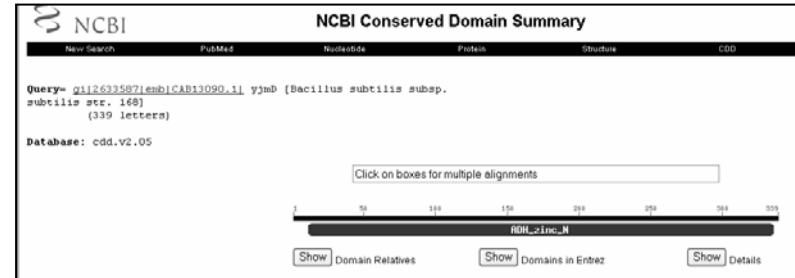 NCBI
NCBI Conserved Domain Summary
New Search PubMed Nucleotide Protein Structure CDD
Query= gi|2633587|emb|CAB13090.1| yjmD [Bacillus subtilis subsp.
subtilis str. 168]
(339 letters)
Database: cdd.v2.05
Click on boxes for multiple alignments
1 50 100 150 200 250 300 339
ADH_zinc_N
Show Domain Relatives Show Domains in Entrez Show Details